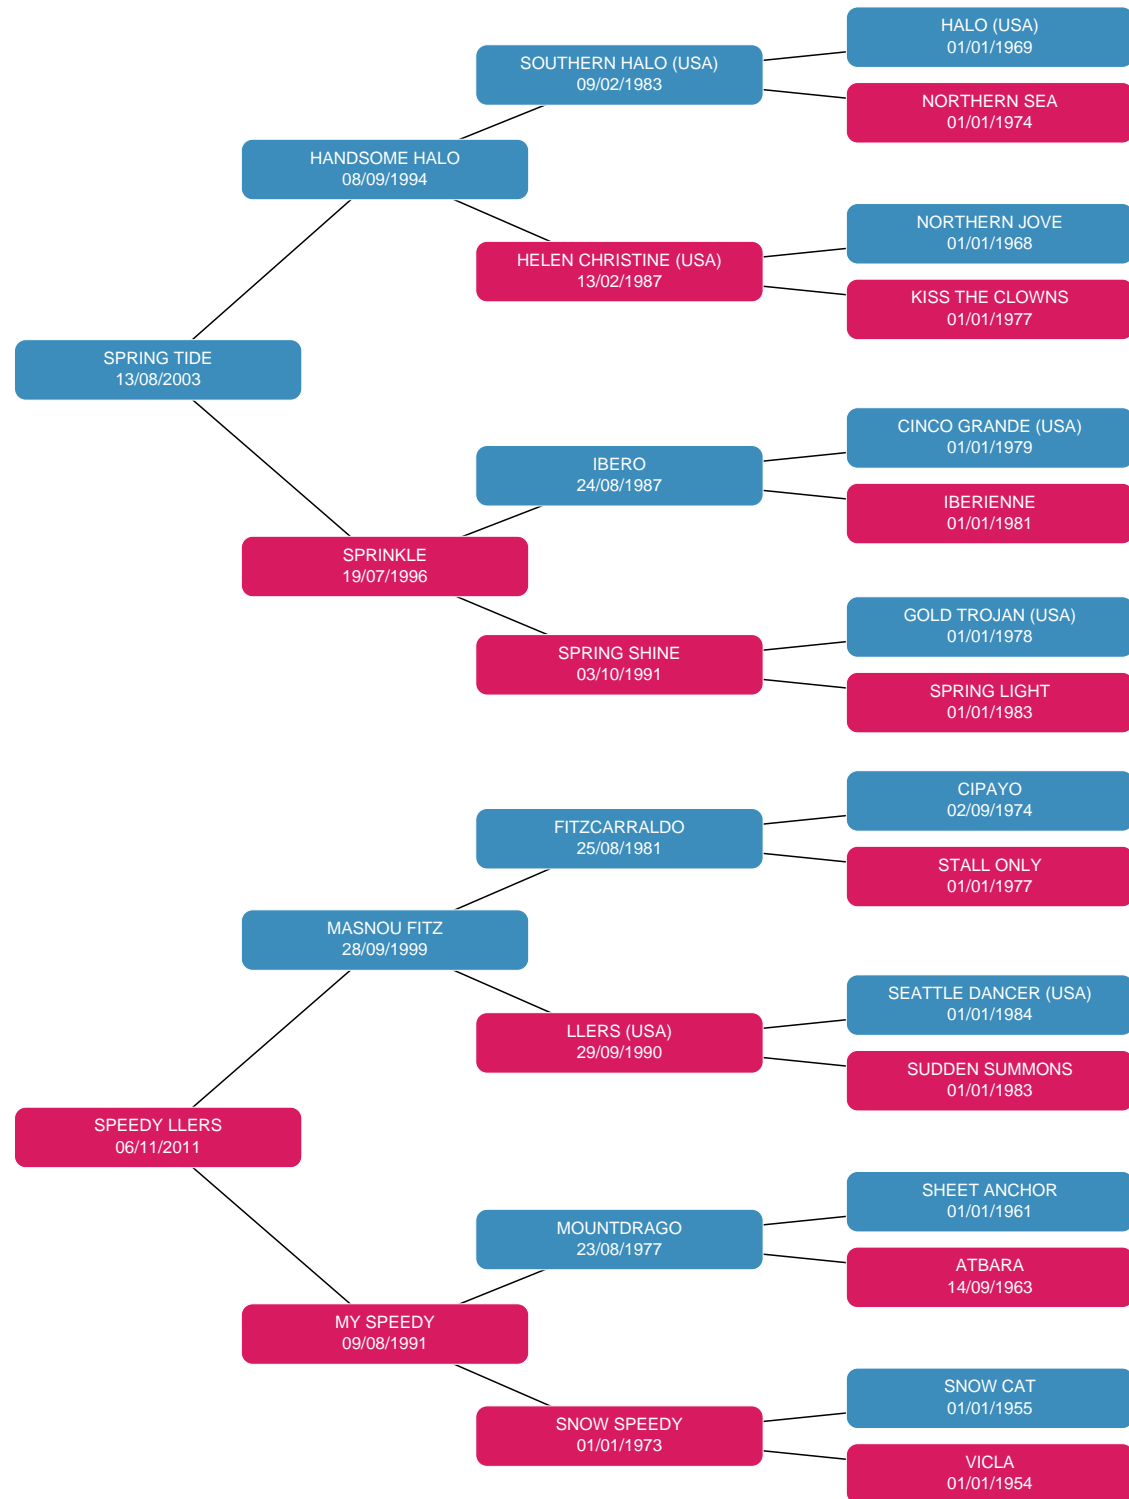 HALO (USA)
01/01/1969
SOUTHERN HALO (USA)
09/02/1983
NORTHERN SEA
01/01/1974
HANDSOME HALO
08/09/1994
NORTHERN JOVE
01/01/1968
HELEN CHRISTINE (USA)
13/02/1987
KISS THE CLOWNS
01/01/1977
SPRING TIDE
13/08/2003
CINCO GRANDE (USA)
01/01/1979
IBERO
24/08/1987
IBERIENNE
01/01/1981
SPRINKLE
19/07/1996
GOLD TROJAN (USA)
01/01/1978
SPRING SHINE
03/10/1991
SPRING LIGHT
01/01/1983
CIPAYO
02/09/1974
FITZCARRALDO
25/08/1981
STALL ONLY
01/01/1977
MASNOU FITZ
28/09/1999
SEATTLE DANCER (USA)
01/01/1984
LLERS (USA)
29/09/1990
SUDDEN SUMMONS
01/01/1983
SPEEDY LLERS
06/11/2011
SHEET ANCHOR
01/01/1961
MOUNTDRAGO
23/08/1977
ATBARA
14/09/1963
MY SPEEDY
09/08/1991
SNOW CAT
01/01/1955
SNOW SPEEDY
01/01/1973
VICLA
01/01/1954